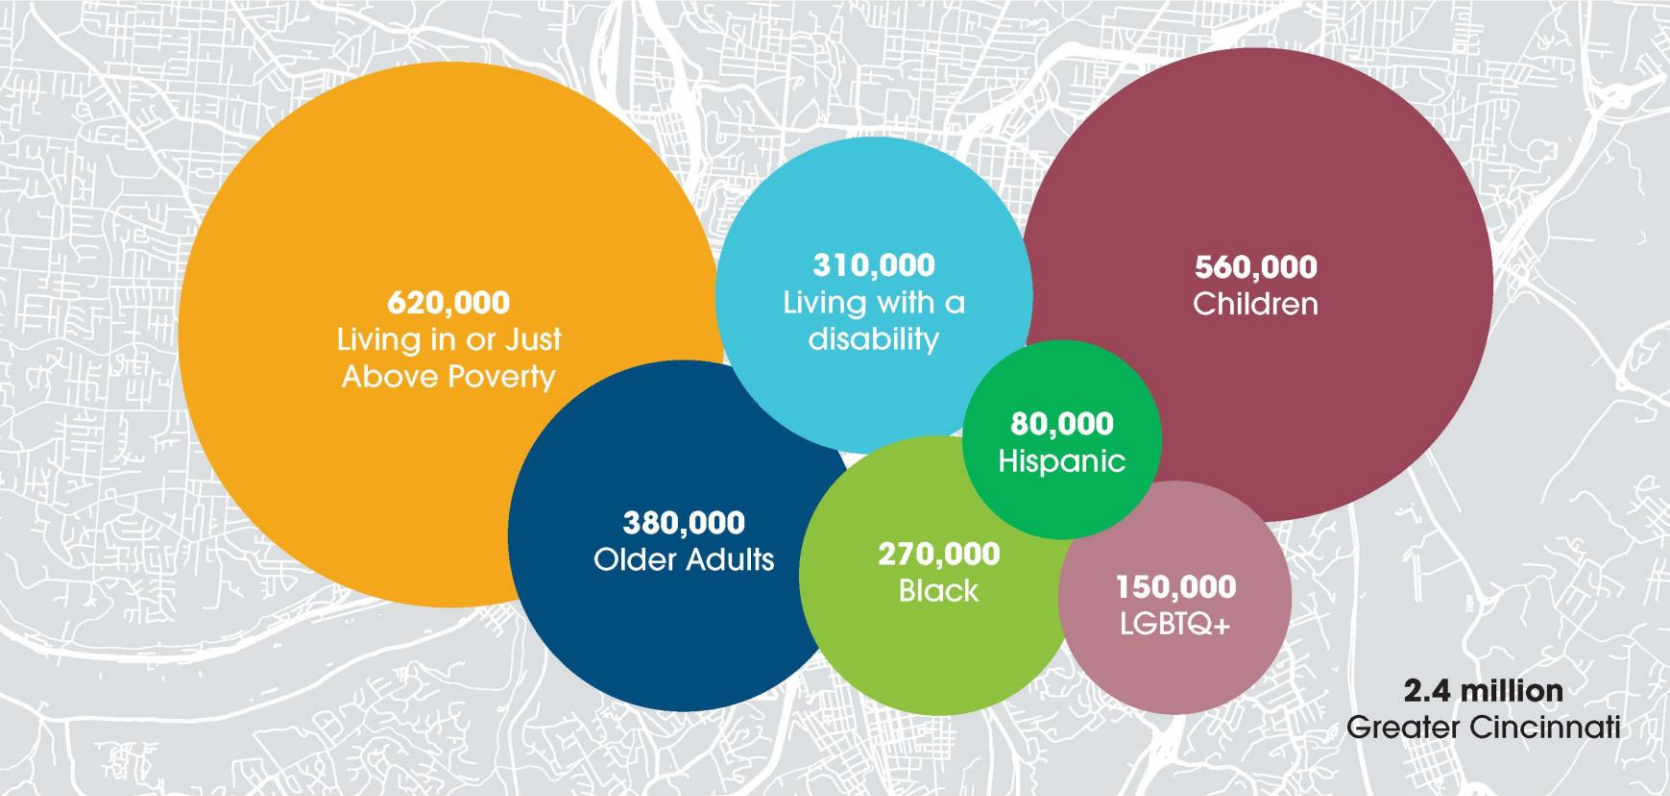 620,000
Living in or Just
Above Poverty
310,000
Living with a
disability
560,000
Children
380,000
Older Adults
270,000
Black
80,000
Hispanic
150,000
LGBTQ+
2.4 million
Greater Cincinnati